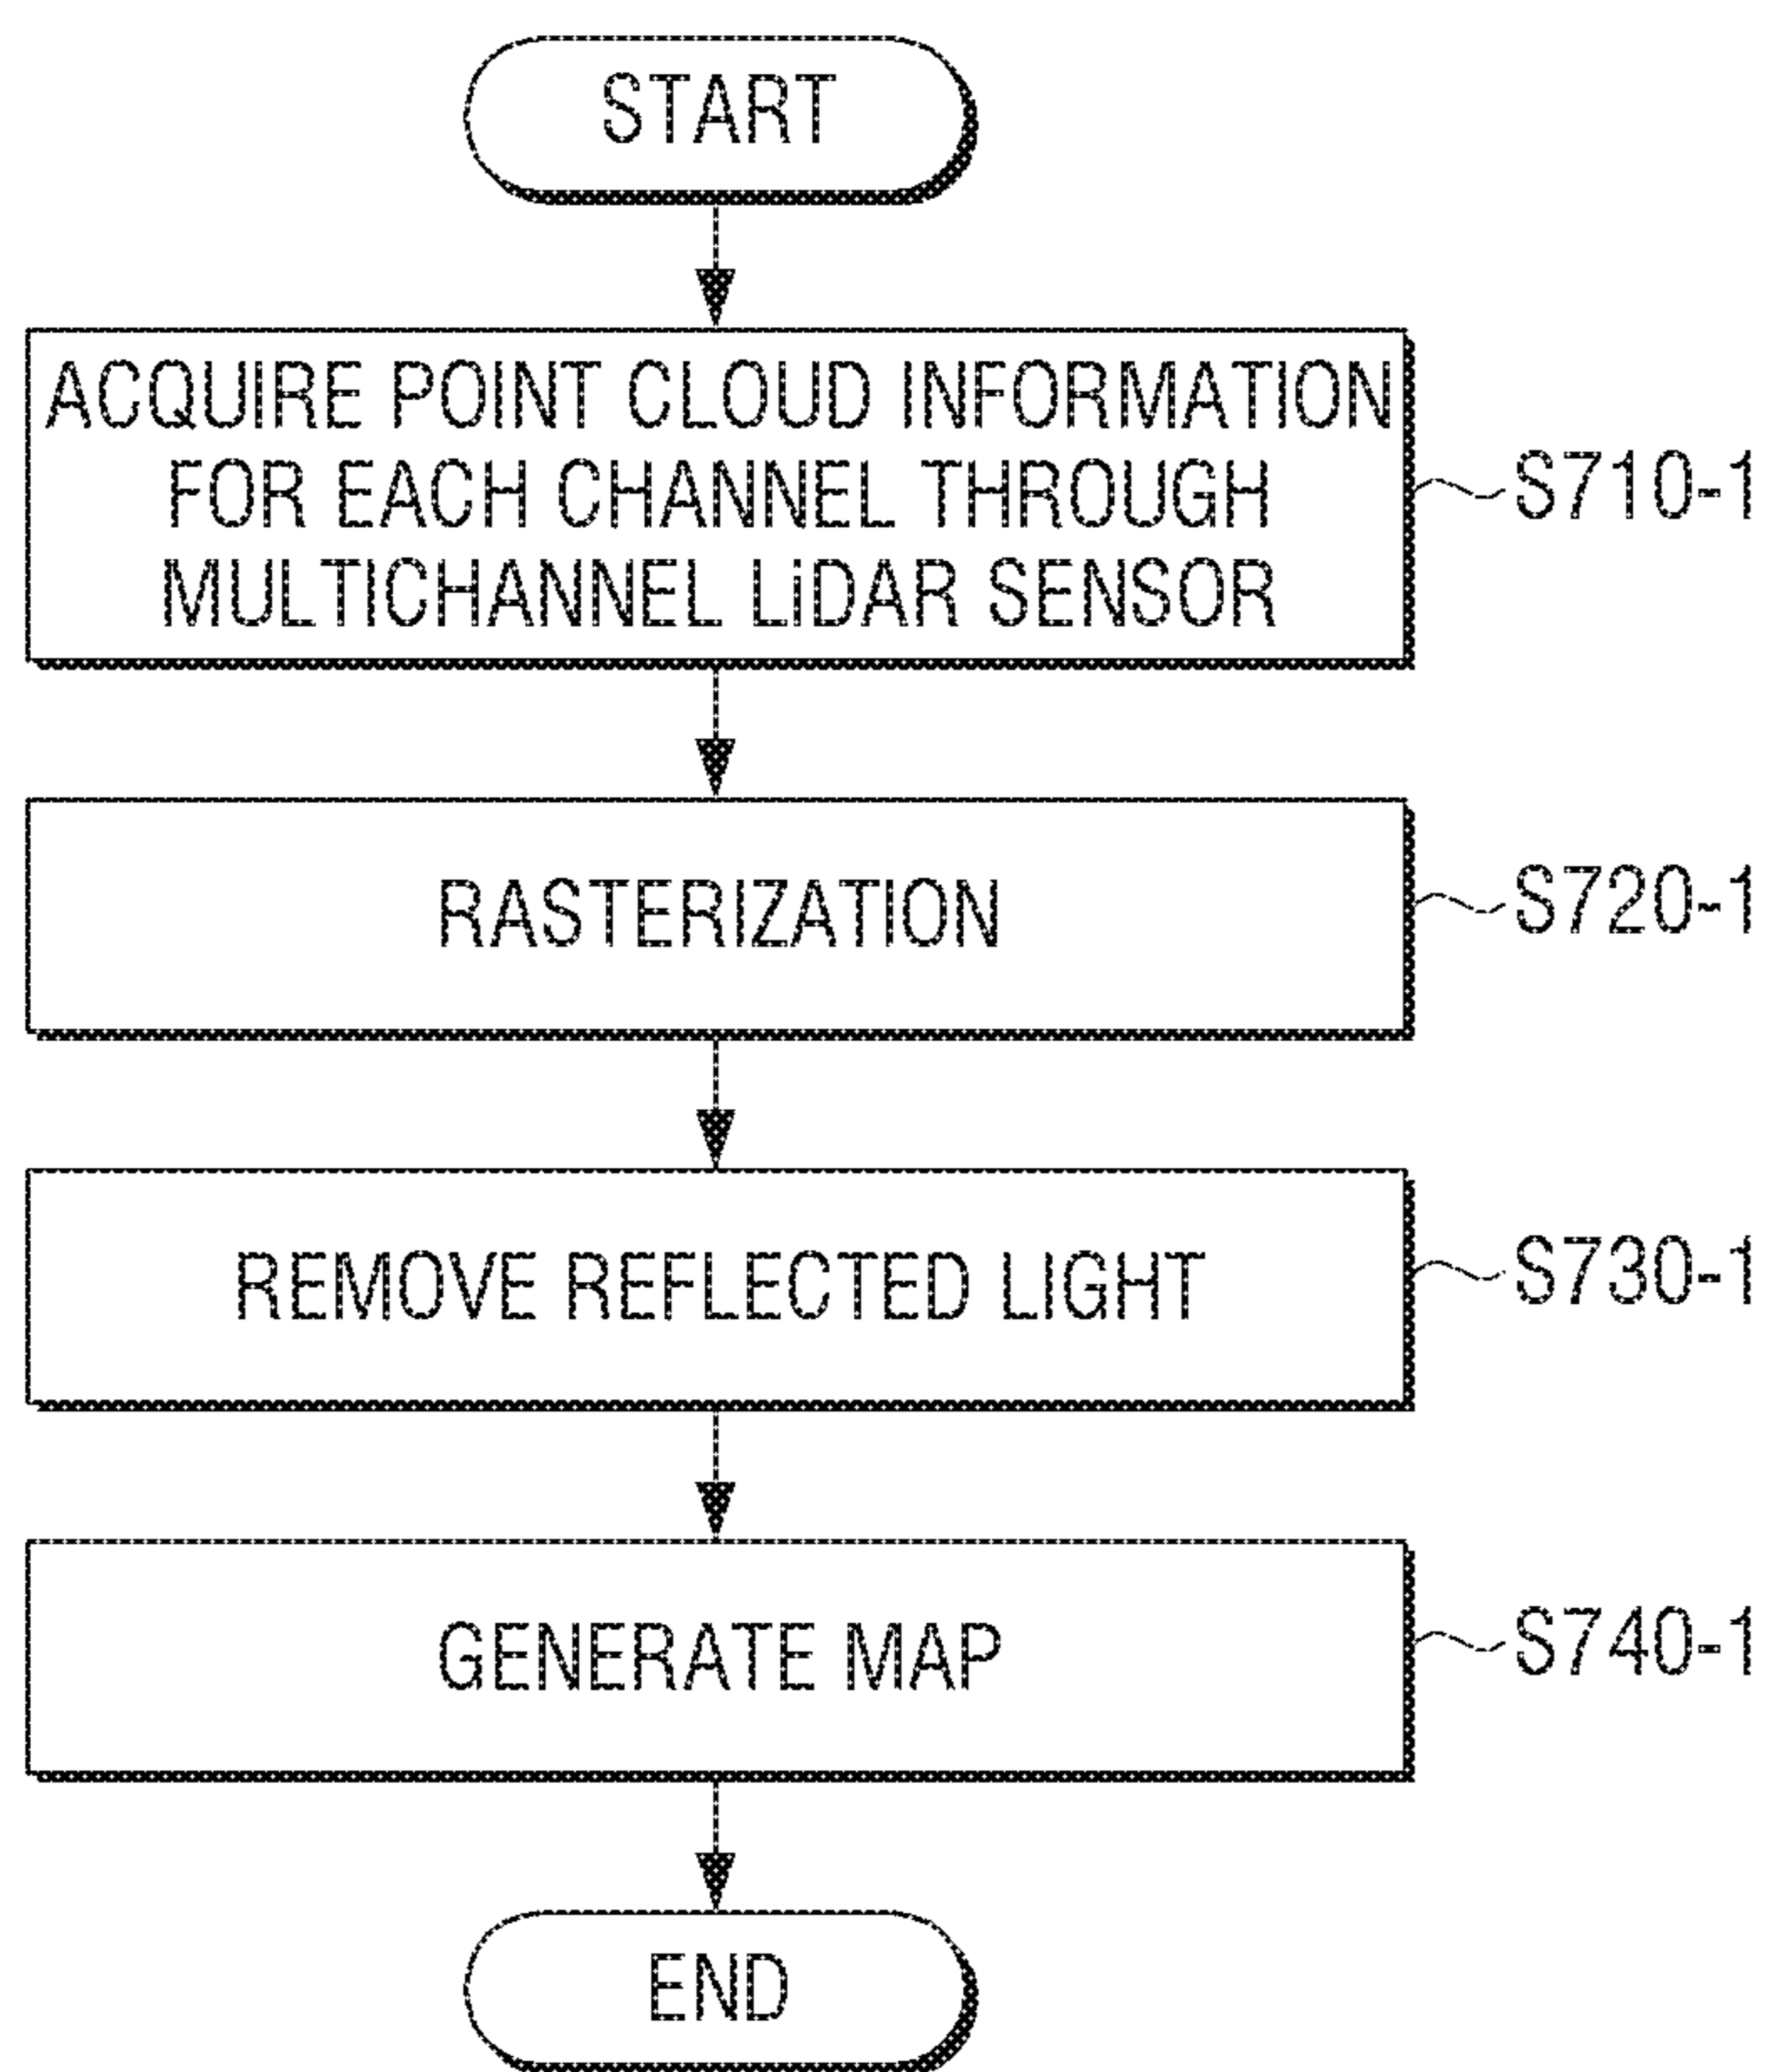 START
ACQUIRE POINT CLOUD INFORMATION
FOR EACH CHANNEL THROUGH
MULTICHANNEL LiDAR SENSOR
S710-1
RASTERIZATION
S720-1
REMOVE REFLECTED LIGHT
S730-1
GENERATE MAP
S740-1
END